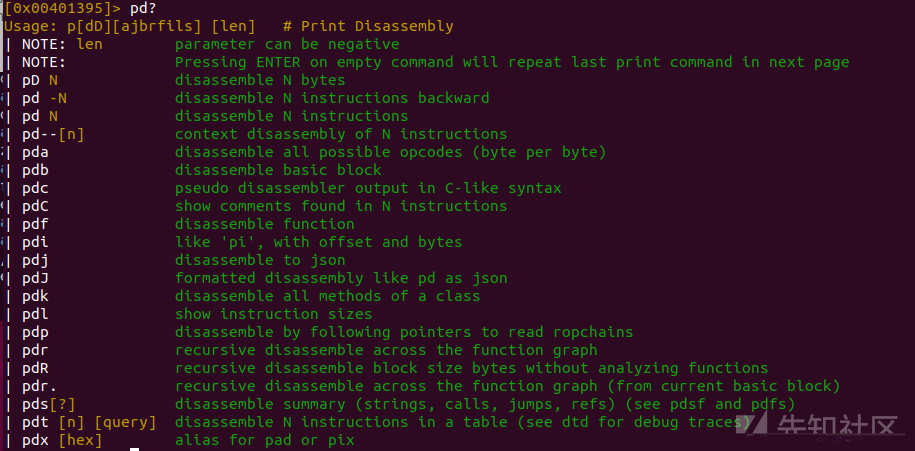 [0x00401395]> pd?
Usage: p[dD][ajbrfils] [len]   # Print Disassembly
| NOTE: len         parameter can be negative
| NOTE:             Pressing ENTER on empty command will repeat last print command in next page
| pD N              disassemble N bytes
| pd -N             disassemble N instructions backward
| pd N              disassemble N instructions
| pd--[n]           context disassembly of N instructions
| pda               disassemble all possible opcodes (byte per byte)
| pdb               disassemble basic block
| pdc               pseudo disassembler output in C-like syntax
| pdC               show comments found in N instructions
| pdf               disassemble function
| pdi               like 'pi', with offset and bytes
| pdj               disassemble to json
| pdJ               formatted disassembly like pd as json
| pdk               disassemble all methods of a class
| pdl               show instruction sizes
| pdp               disassemble by following pointers to read ropchains
| pdr               recursive disassemble across the function graph
| pdR               recursive disassemble block size bytes without analyzing functions
| pdr.              recursive disassemble across the function graph (from current basic block)
| pds[?]            disassemble summary (strings, calls, jumps, refs) (see pdsf and pdfs)
| pdt [n] [query]   disassemble N instructions in a table (see dtd for debug traces)
| pdx [hex]         alias for pad or pix
先知社区